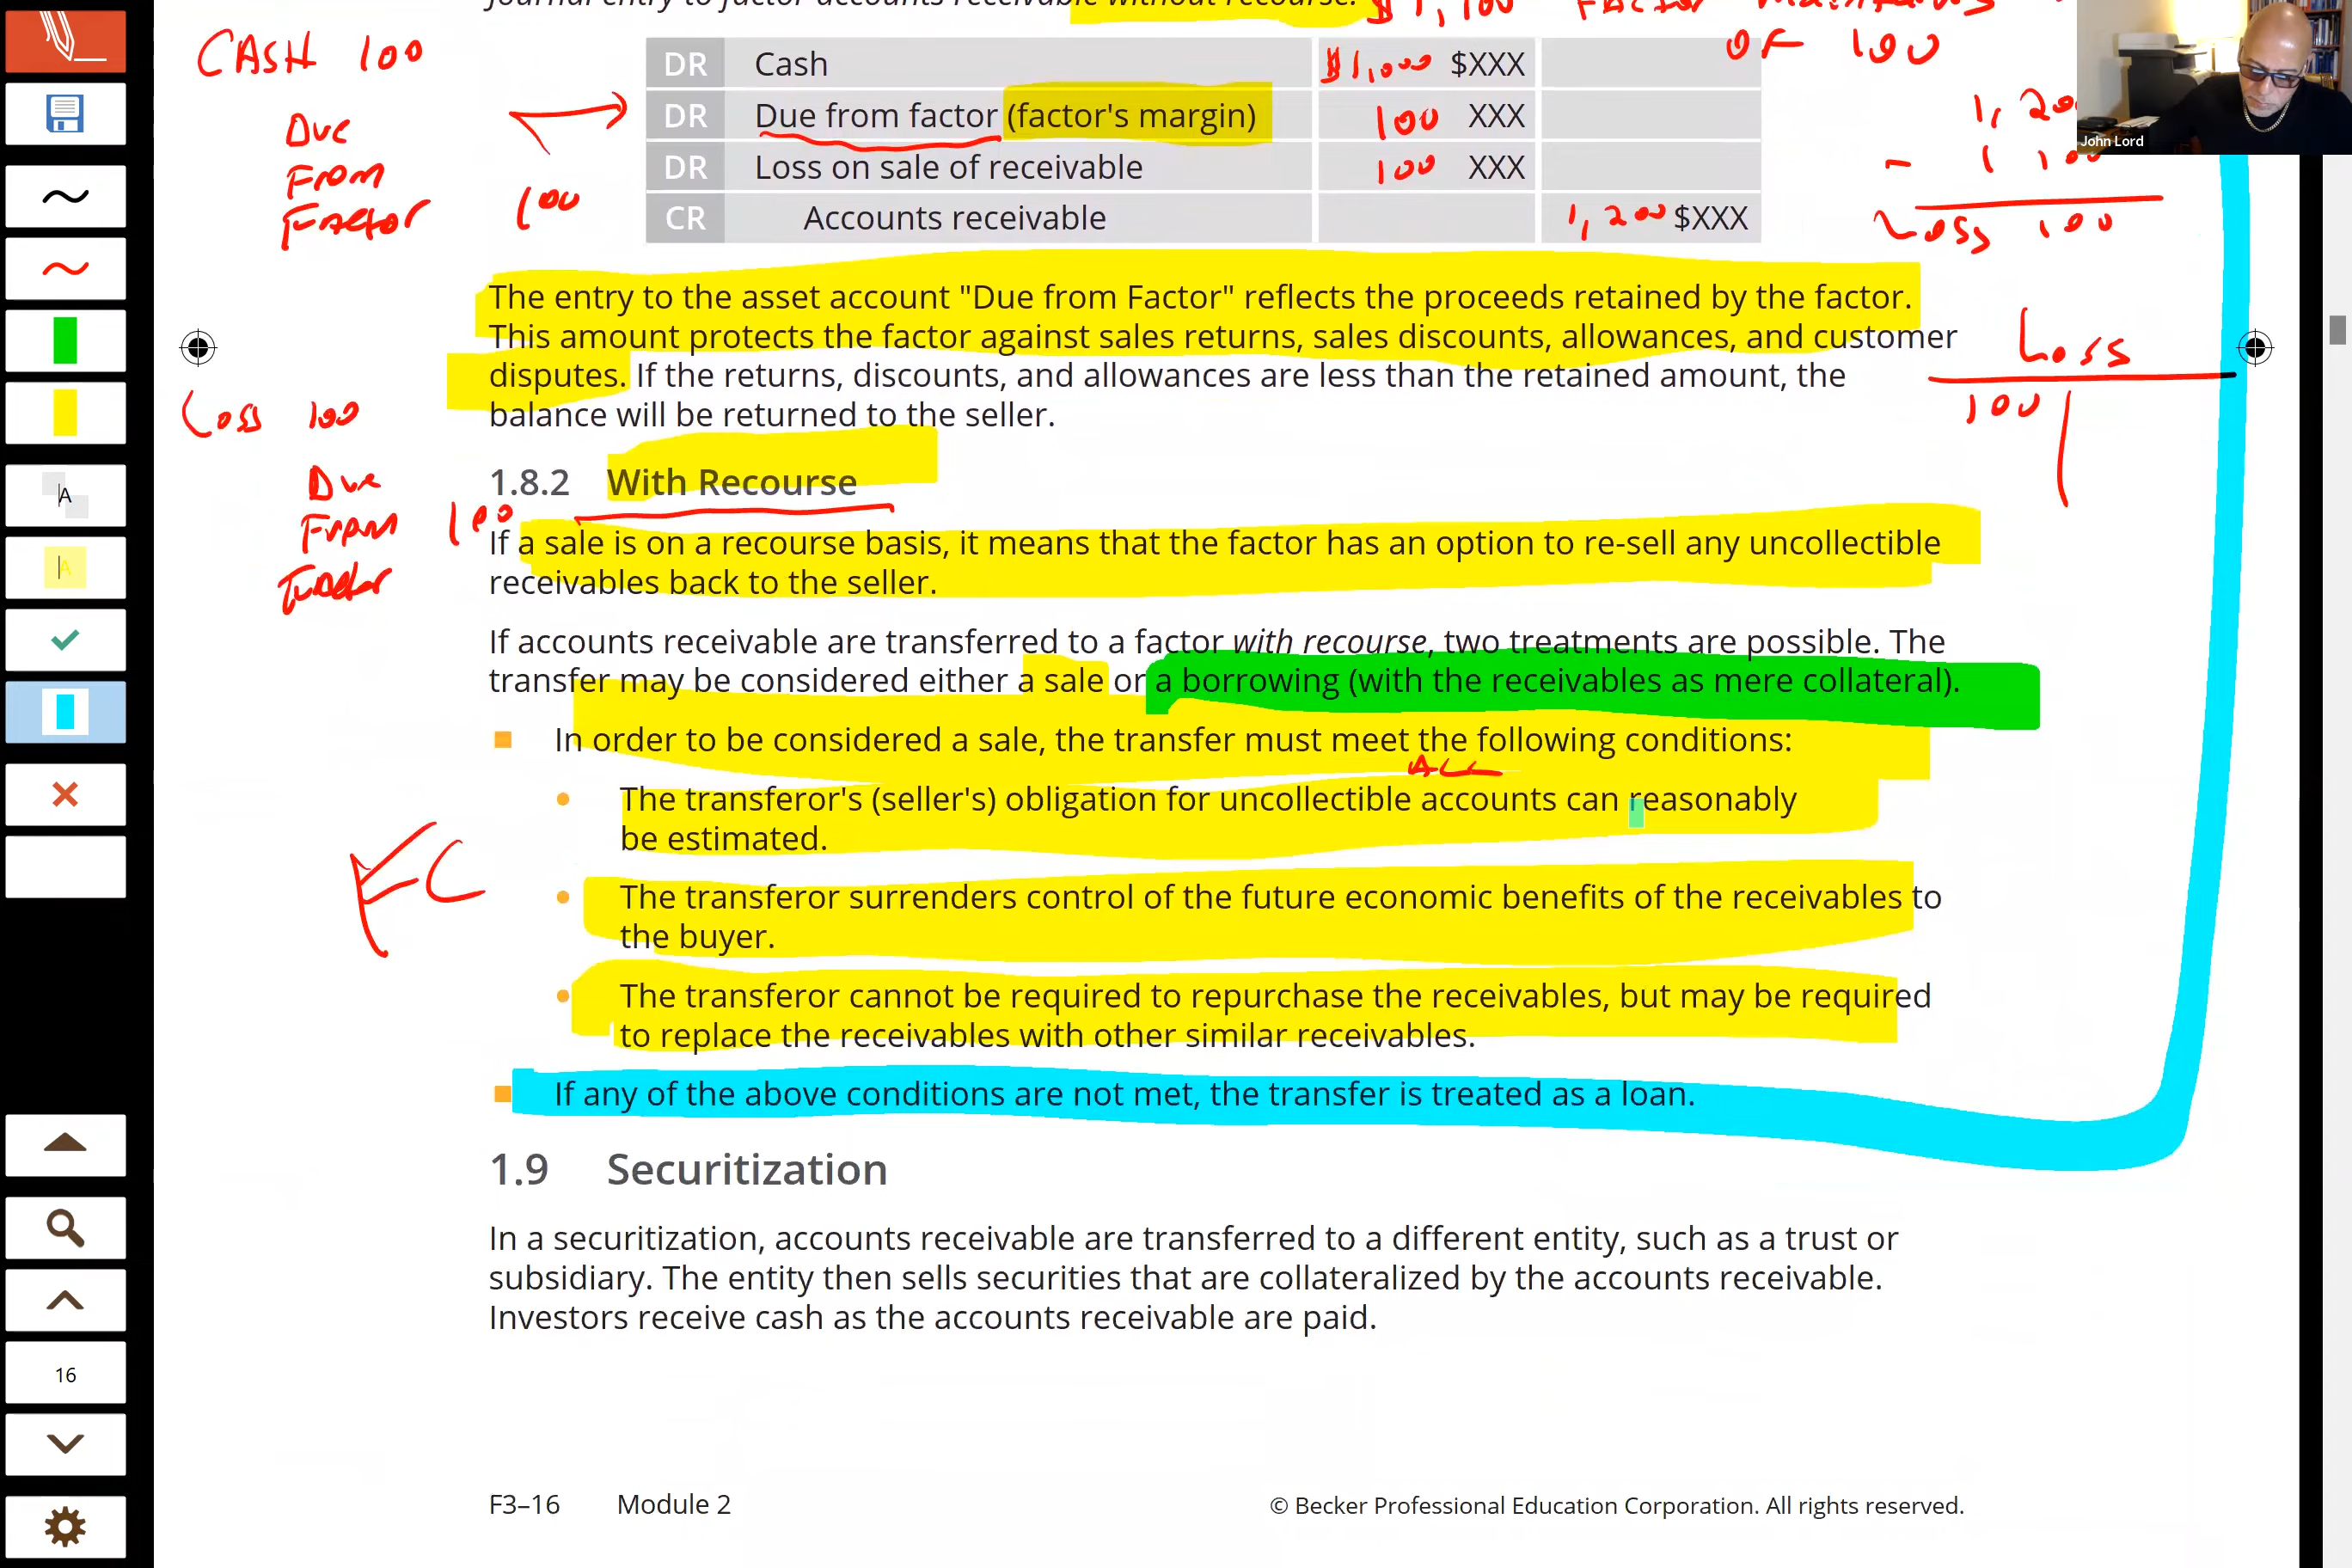 Journal entry to factor accounts receivable without recourse.
$1,100
OF 100
CASH 100
Due
From
Factor 100
DR Cash $1,000 $XXX
DR Due from factor (factor's margin) 100 XXX
DR Loss on sale of receivable 100 XXX
CR Accounts receivable 1,200 $XXX
John Lord
Loss 100
The entry to the asset account "Due from Factor" reflects the proceeds retained by the factor.
This amount protects the factor against sales returns, sales discounts, allowances, and customer
disputes. If the returns, discounts, and allowances are less than the retained amount, the
balance will be returned to the seller.
Loss
100
Loss 100
Due
From 100
Factor
1.8.2 With Recourse
If a sale is on a recourse basis, it means that the factor has an option to re-sell any uncollectible
receivables back to the seller.
If accounts receivable are transferred to a factor with recourse, two treatments are possible. The
transfer may be considered either a sale or a borrowing (with the receivables as mere collateral).
In order to be considered a sale, the transfer must meet the following conditions:
ALL
The transferor's (seller's) obligation for uncollectible accounts can reasonably
be estimated.
The transferor surrenders control of the future economic benefits of the receivables to
the buyer.
The transferor cannot be required to repurchase the receivables, but may be required
to replace the receivables with other similar receivables.
If any of the above conditions are not met, the transfer is treated as a loan.
1.9 Securitization
In a securitization, accounts receivable are transferred to a different entity, such as a trust or
subsidiary. The entity then sells securities that are collateralized by the accounts receivable.
Investors receive cash as the accounts receivable are paid.
16
F3–16 Module 2 © Becker Professional Education Corporation. All rights reserved.